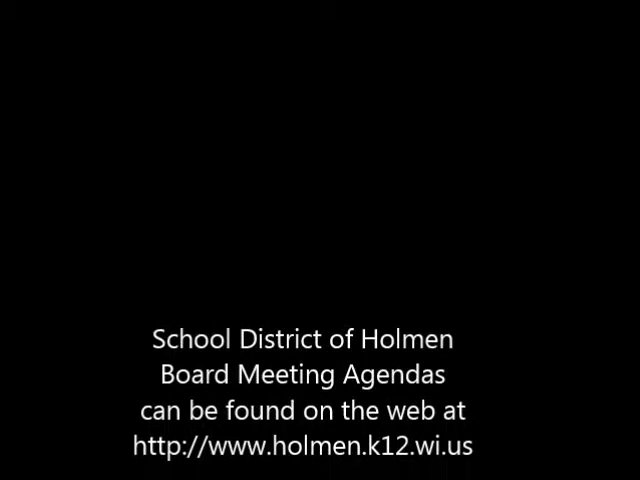 School District of Holmen
Board Meeting Agendas
can be found on the web at
http://www.holmen.k12.wi.us